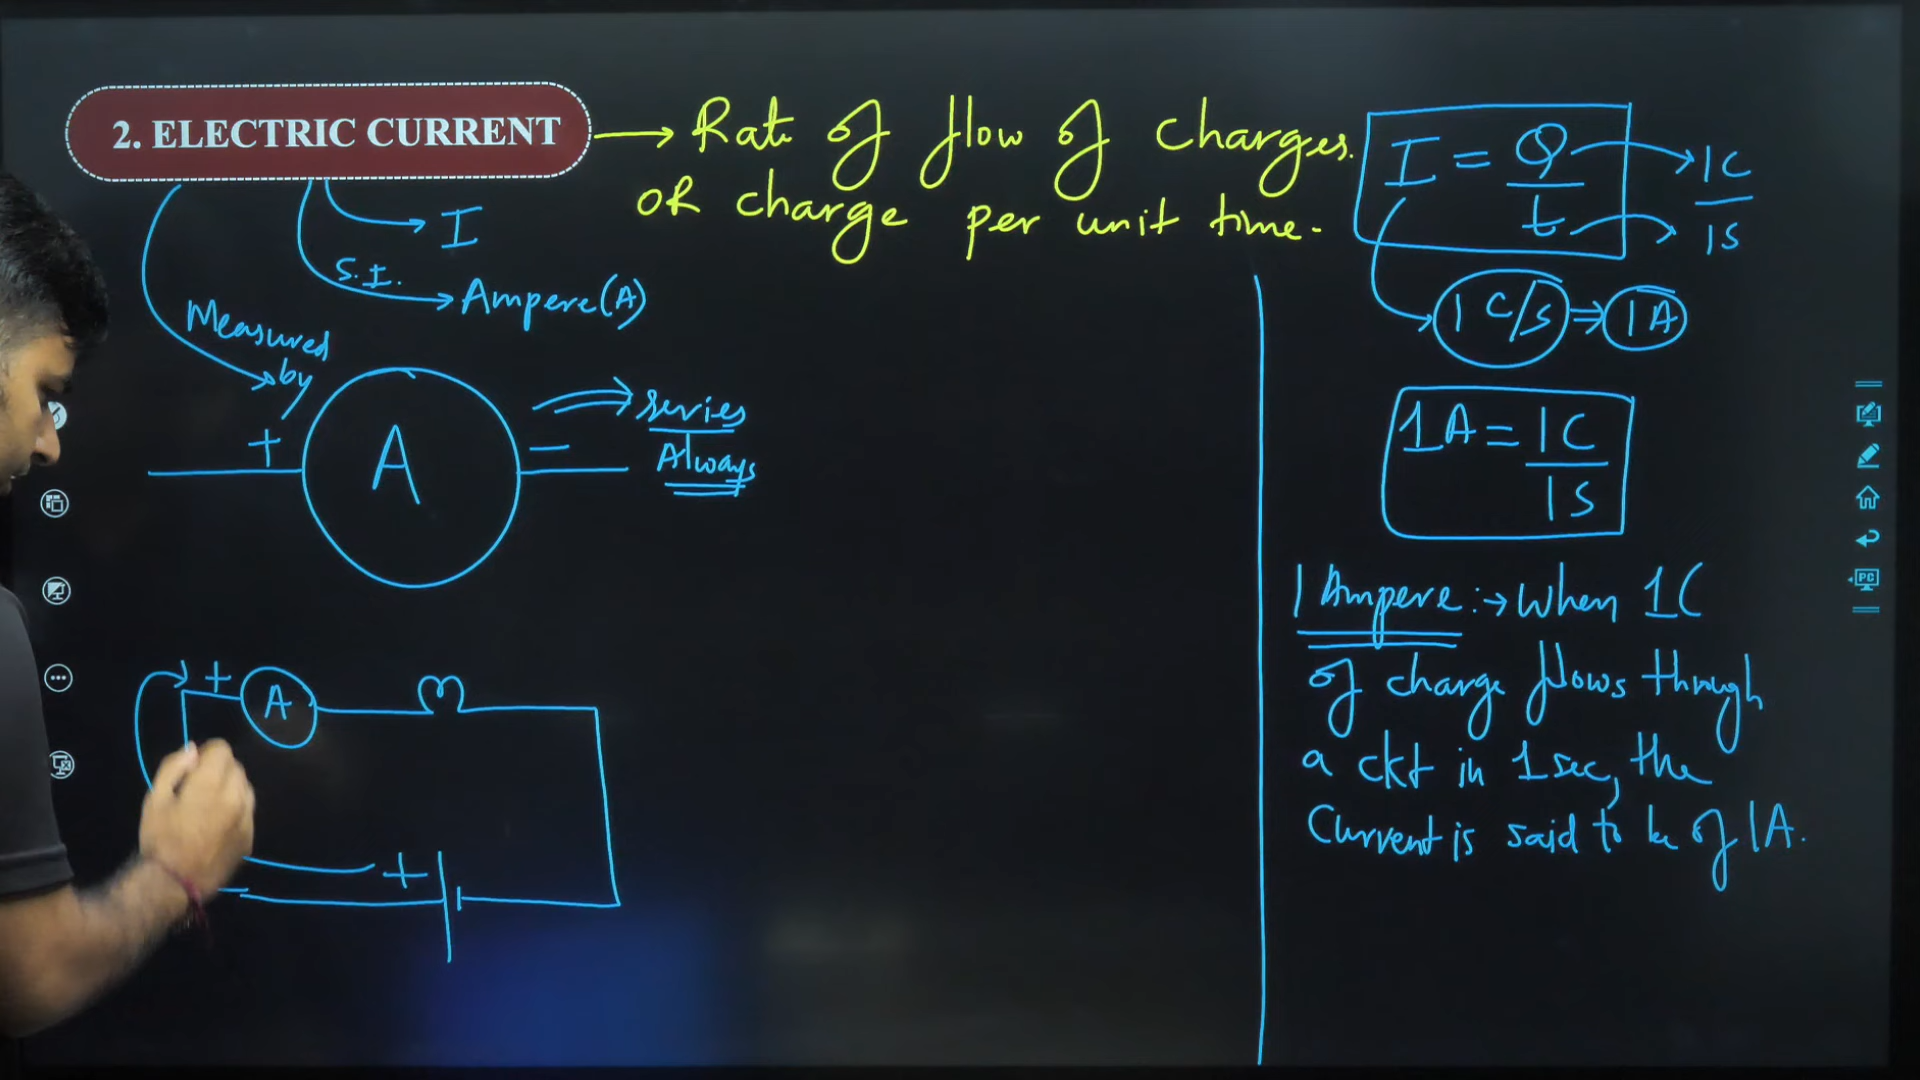 2. ELECTRIC CURRENT → Rate of flow of charges.
OR charge per unit time.
I = Q/t
1C
1S
I
S.I.
Ampere(A)
Measured
by
1 C/S ⇒ 1A
+
A
−
series
Always
1A = 1C/1S
1 Ampere :→ When 1C
of charge flows through
a ckt in 1sec, the
Current is said to be of 1A.
+
A
+
PC